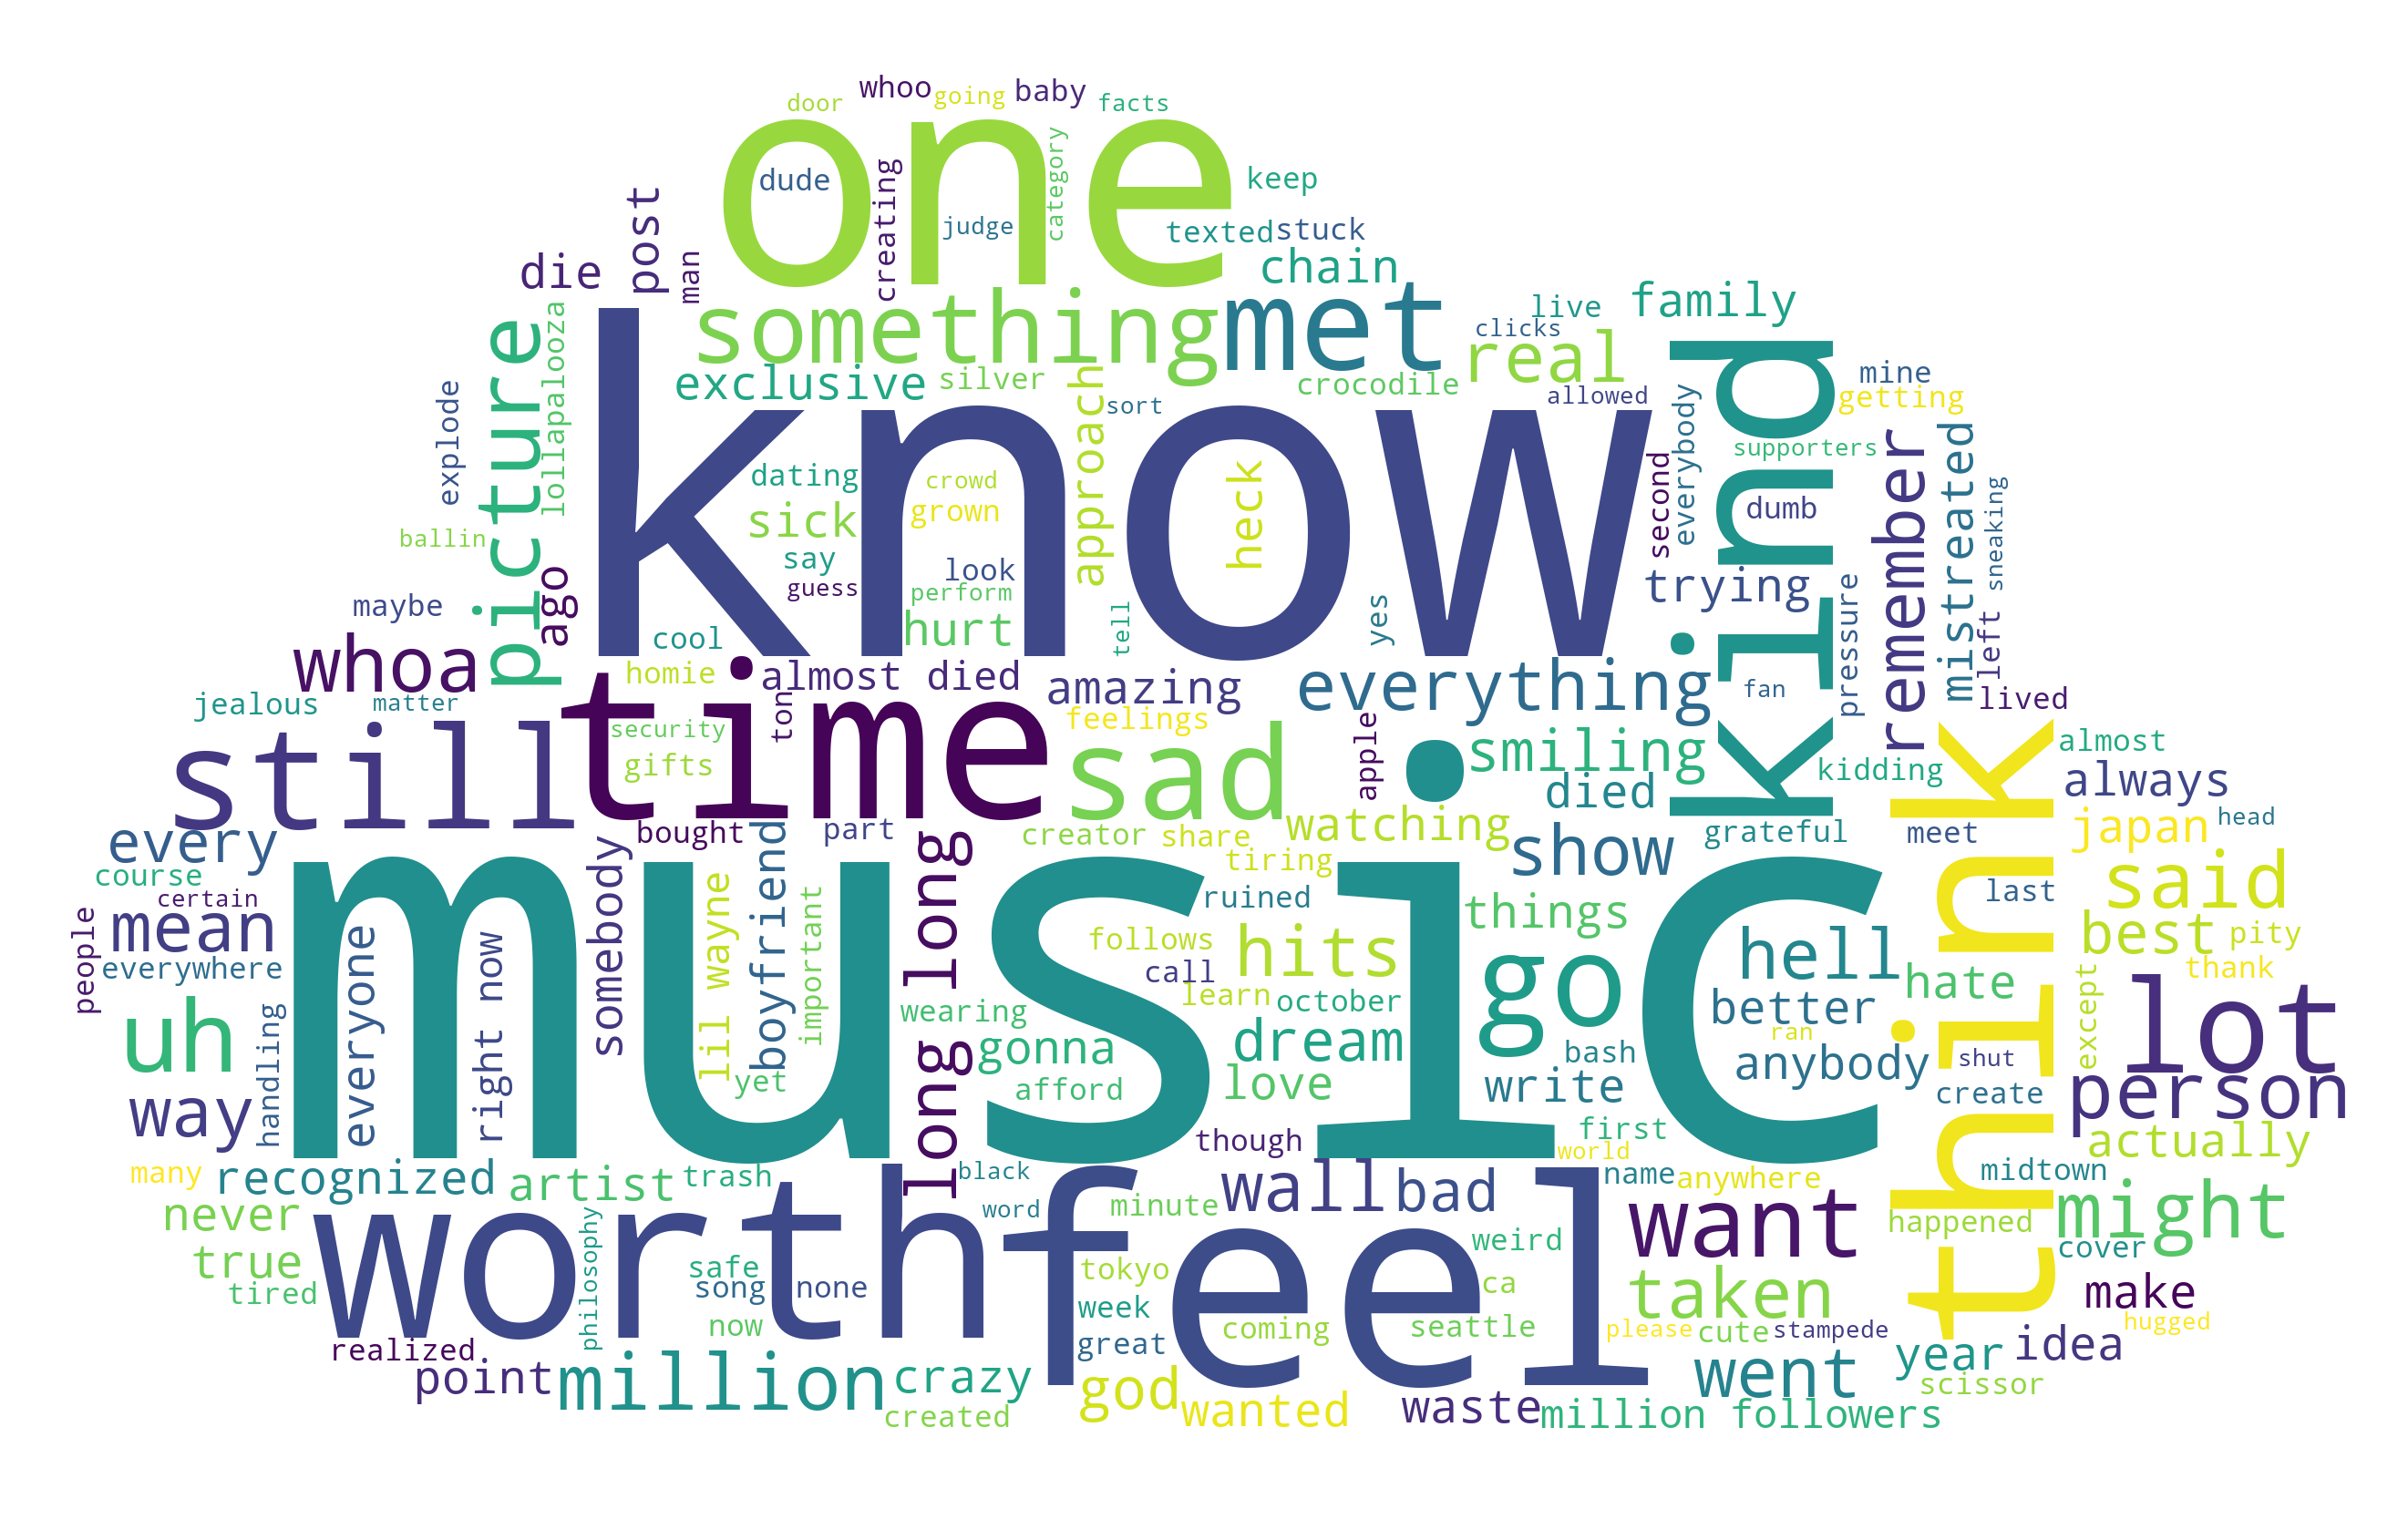 door
whoo
going
baby
facts
one
dude
creating
judge
category
keep
texted
stuck
post
man
die
chain
something
met
live
family
clicks
real
exclusive
silver
crocodile
allowed
approach
sort
picture
lollapalooza
explode
ballin
know
kind
mine
getting
everybody
supporters
remember
mistreated
sneaking
second
dumb
dating
crowd
sick
grown
heck
say
look
guess
perform
hurt
tell
yes
trying
pressure
left
lived
ago
maybe
whoa
cool
homie
almost died
amazing
everything
fan
jealous
matter
time
ton
security
gifts
feelings
sad
apple
smiling
died
kidding
almost
always
still
every
course
certain
bought
part
boyfriend
creator
share
watching
tiring
show
grateful
meet
think
japan
head
said
last
people
mean
everywhere
everyone
right now
somebody
lil wayne
important
long long
music
ruined
things
follows
hits
call
learn
october
go
hell
better
hate
best
pity
thank
except
lot
uh
handling
way
yet
wearing
gonna
afford
dream
love
bash
write
ran
anybody
shut
create
person
actually
many
recognized
artist
trash
black
word
though
minute
wall
bad
first
world
name
anywhere
midtown
might
never
true
tired
worth
philosophy
safe
song
none
now
feel
tokyo
week
great
weird
ca
coming
seattle
want
taken
happened
cover
make
hugged
please
cute
stampede
realized
point
million
crazy
created
god
wanted
waste
went
million followers
year
idea
scissor